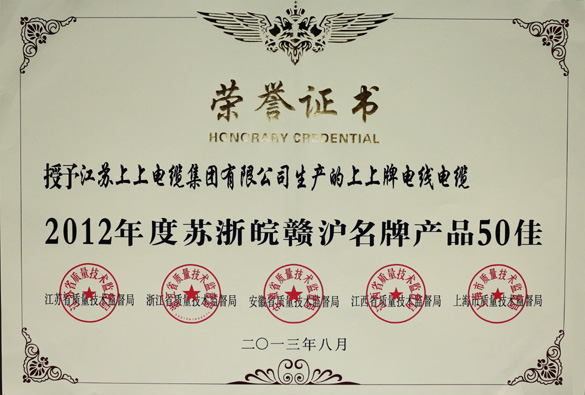 荣誉证书
HONORARY CREDENTIAL
授予江苏上上电缆集团有限公司生产的上上牌电线电缆
2012年度苏浙皖赣沪名牌产品50佳
江苏省质量技术监督局 浙江省质量技术监督局 安徽省质量技术监督局 江西省质量技术监督局 上海市质量技术监督局
二〇一三年八月